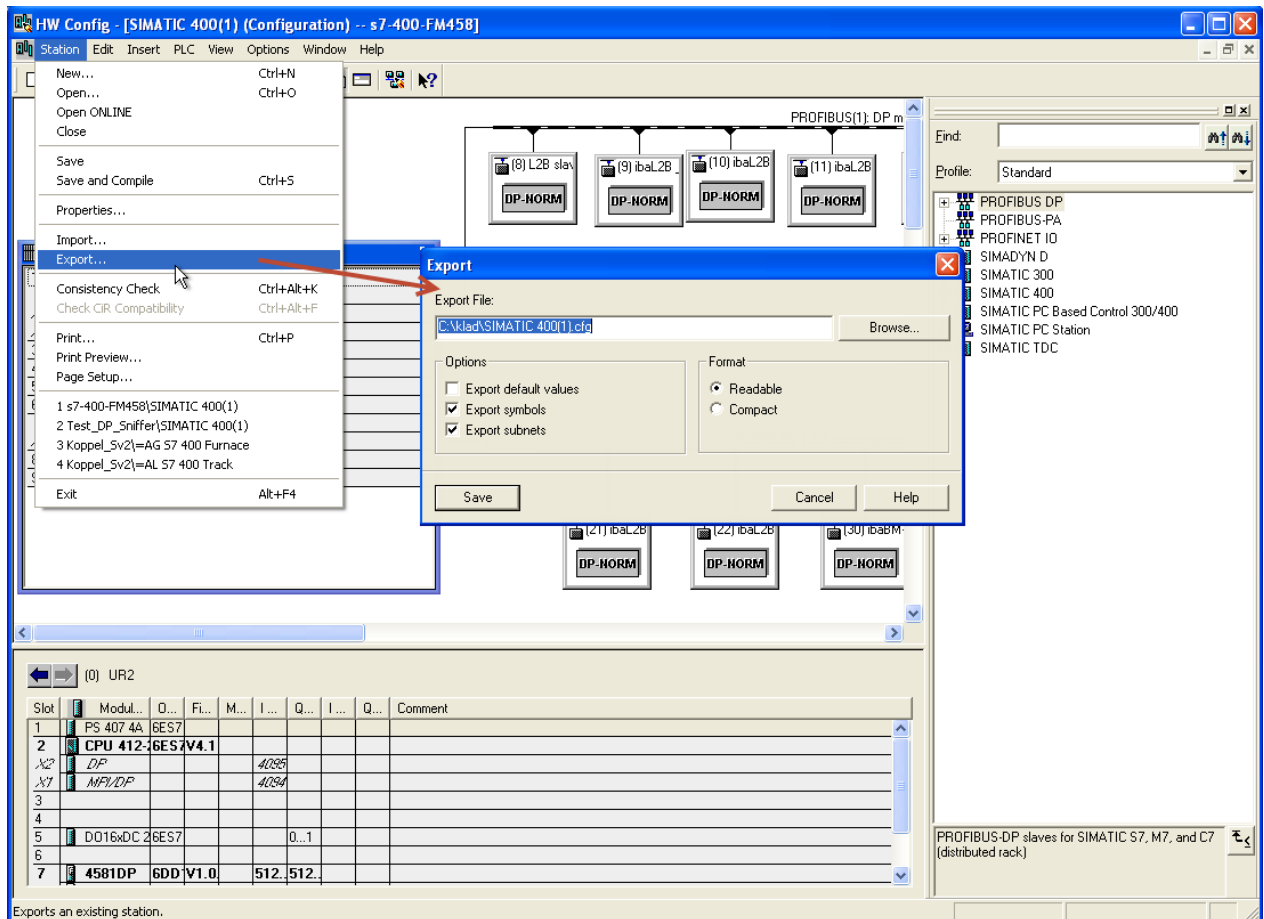 HW Config - [SIMATIC 400(1) (Configuration) -- s7-400-FM458]
Station Edit Insert PLC View Options Window Help
New... Ctrl+N
Open... Ctrl+O
Open ONLINE
Close
Save
Save and Compile Ctrl+S
Properties...
Import...
Export...
Consistency Check Ctrl+Alt+K
Check CiR Compatibility Ctrl+Alt+F
Print... Ctrl+P
Print Preview...
Page Setup...
1 s7-400-FM458\SIMATIC 400(1)
2 Test_DP_Sniffer\SIMATIC 400(1)
3 Koppel_Sv2\=AG S7 400 Furnace
4 Koppel_Sv2\=AL S7 400 Track
Exit Alt+F4
PROFIBUS(1): DP m
(8) L2B slav (9) ibaL2B _ (10) ibaL2B (11) ibaL2B
DP-NORM DP-NORM DP-NORM DP-NORM
Export
Export File:
C:\klad\SIMATIC 400(1).cfg Browse...
Options Format
Export default values Readable
Export symbols Compact
Export subnets
Save Cancel Help
(21) ibaL2B (22) ibaL2B (30) ibaBM-
DP-NORM DP-NORM DP-NORM
Find:
Profile: Standard
PROFIBUS DP
PROFIBUS-PA
PROFINET IO
SIMADYN D
SIMATIC 300
SIMATIC 400
SIMATIC PC Based Control 300/400
SIMATIC PC Station
SIMATIC TDC
(0) UR2
Slot Modul... O... Fi... M... I ... Q... I ... Q... Comment
1 PS 407 4A 6ES7
2 CPU 412- 6ES7 V4.1
X2 DP 4095
X1 MPI/DP 4094
3
4
5 DO16xDC 2 6ES7 0...1
6
7 4581DP 6DD V1.0 512.. 512..
PROFIBUS-DP slaves for SIMATIC S7, M7, and C7
(distributed rack)
Exports an existing station.